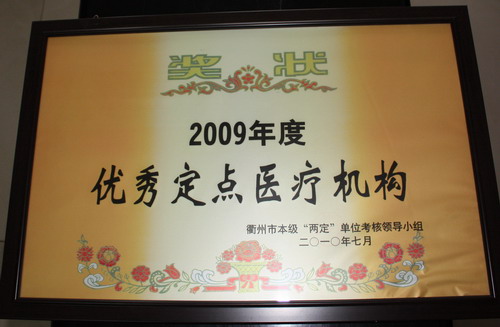 奖状
2009年度
优秀定点医疗机构
衢州市本级“两定”单位考核领导小组
二〇一〇年七月